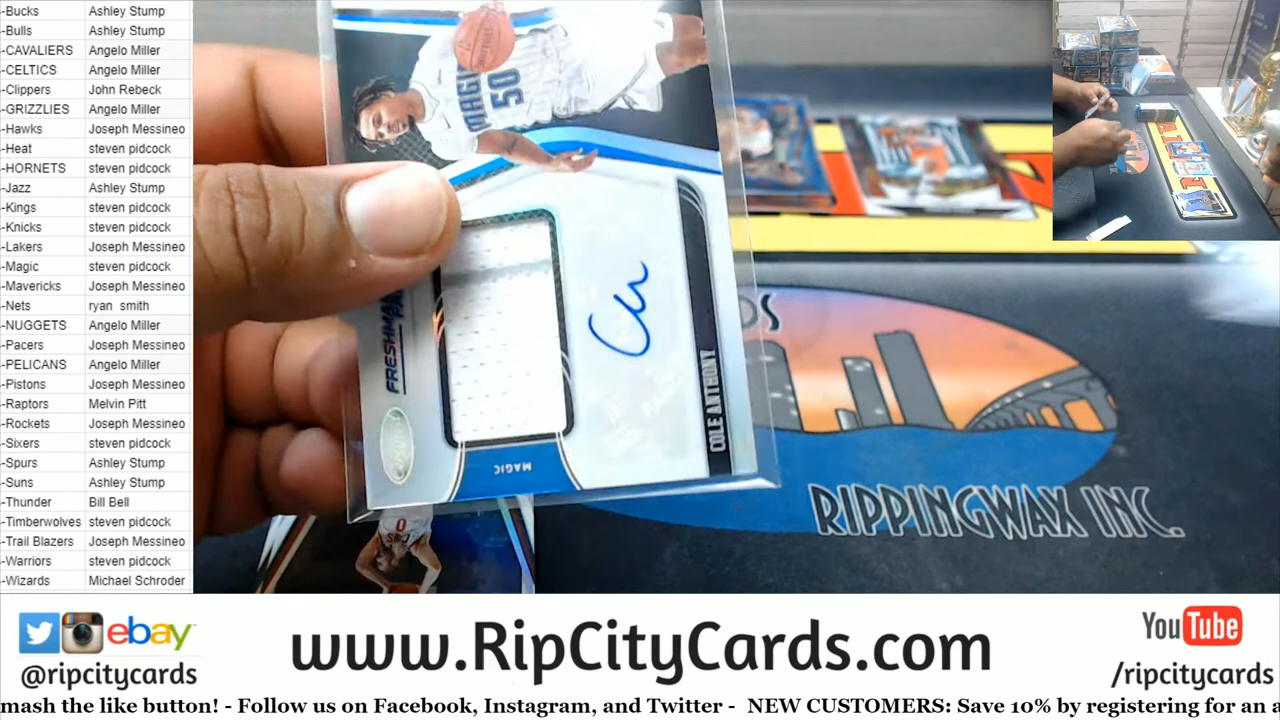 -Bucks Ashley Stump
-Bulls Ashley Stump
-CAVALIERS Angelo Miller
-CELTICS Angelo Miller
-Clippers John Rebeck
-GRIZZLIES Angelo Miller
-Hawks Joseph Messineo
-Heat steven pidcock
-HORNETS steven pidcock
-Jazz Ashley Stump
-Kings steven pidcock
-Knicks steven pidcock
-Lakers Joseph Messineo
-Magic steven pidcock
-Mavericks Joseph Messineo
-Nets ryan smith
-NUGGETS Angelo Miller
-Pacers Joseph Messineo
-PELICANS Angelo Miller
-Pistons Joseph Messineo
-Raptors Melvin Pitt
-Rockets Joseph Messineo
-Sixers steven pidcock
-Spurs Ashley Stump
-Suns Ashley Stump
-Thunder Bill Bell
-Timberwolves steven pidcock
-Trail Blazers Joseph Messineo
-Warriors steven pidcock
-Wizards Michael Schroder
50
MAGIC
COLE ANTHONY
RIPPINGWAX INC.
ebay
@ripcitycards
www.RipCityCards.com
YouTube
/ripcitycards
mash the like button! - Follow us on Facebook, Instagram, and Twitter - NEW CUSTOMERS: Save 10% by registering for an a